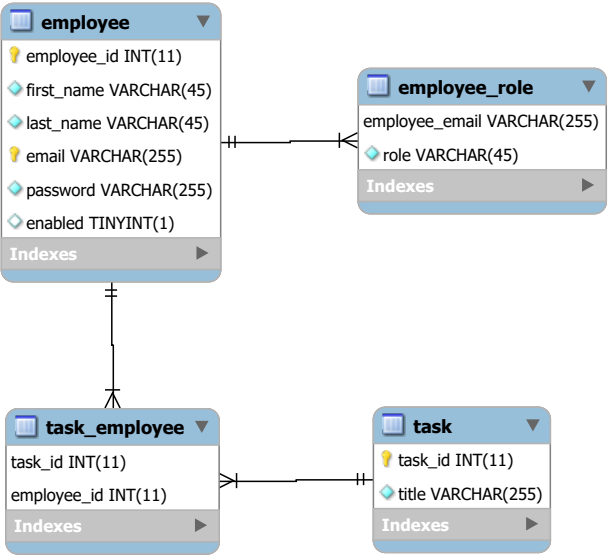 employee
employee_id INT(11)
first_name VARCHAR(45)
last_name VARCHAR(45)
email VARCHAR(255)
password VARCHAR(255)
enabled TINYINT(1)
Indexes
employee_role
employee_email VARCHAR(255)
role VARCHAR(45)
Indexes
task_employee
task_id INT(11)
employee_id INT(11)
Indexes
task
task_id INT(11)
title VARCHAR(255)
Indexes